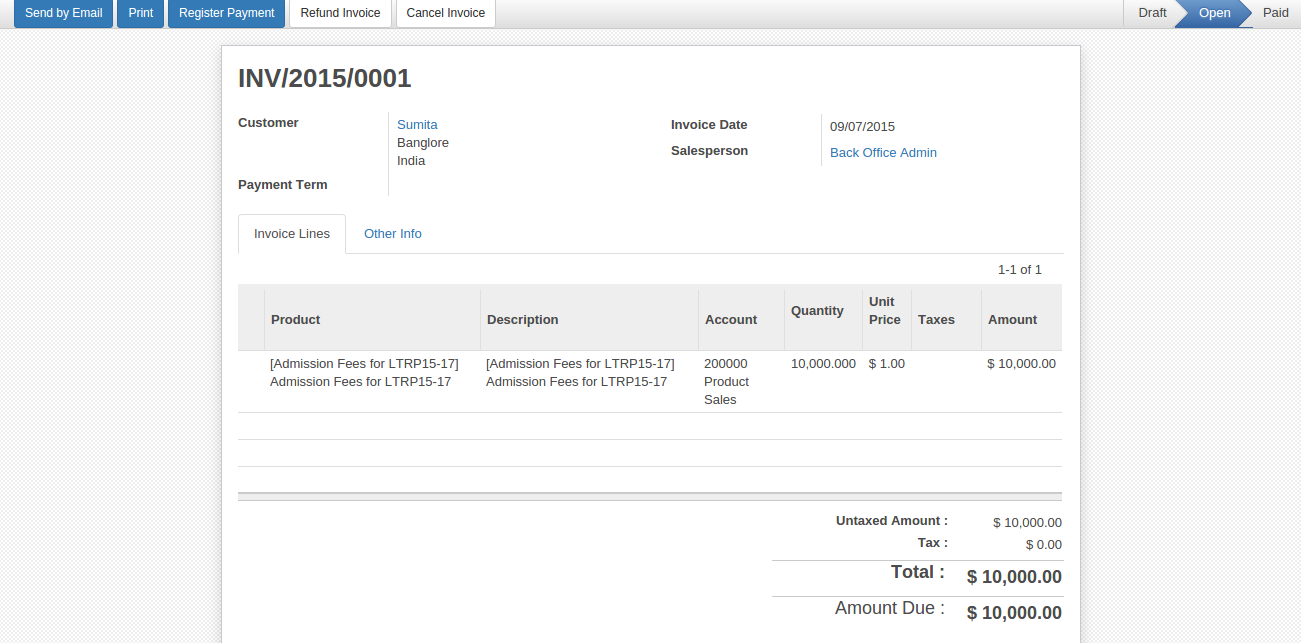 Send by Email Print Register Payment Refund Invoice Cancel Invoice Draft Open Paid
INV/2015/0001
Customer Sumita Invoice Date 09/07/2015
Banglore
India Salesperson Back Office Admin
Payment Term
Invoice Lines Other Info
1-1 of 1
Product Description Account Quantity Unit Price Taxes Amount
[Admission Fees for LTRP15-17] [Admission Fees for LTRP15-17] 200000 10,000.000 $ 1.00 $ 10,000.00
Admission Fees for LTRP15-17 Admission Fees for LTRP15-17 Product
Sales
Untaxed Amount : $ 10,000.00
Tax : $ 0.00
Total : $ 10,000.00
Amount Due : $ 10,000.00